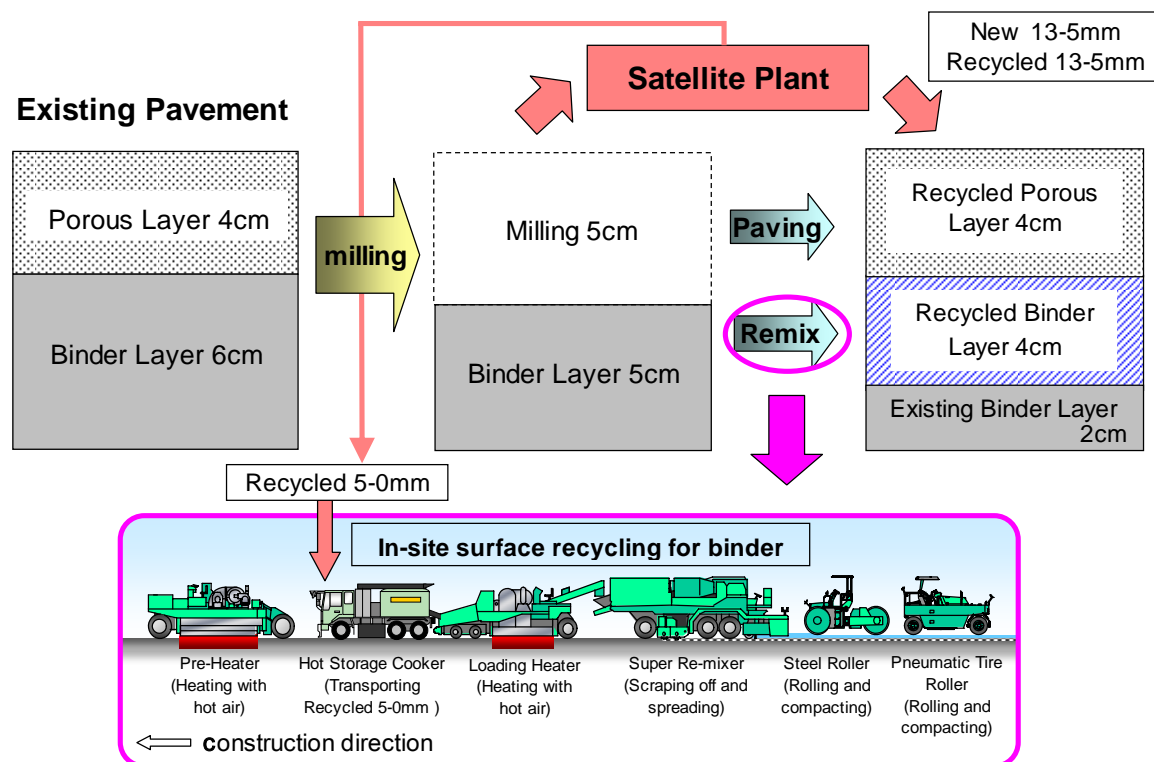 New 13-5mm
Recycled 13-5mm
Satellite Plant
Existing Pavement
Porous Layer 4cm
Binder Layer 6cm
milling
Milling 5cm
Binder Layer 5cm
Paving
Remix
Recycled Porous
Layer 4cm
Recycled Binder
Layer 4cm
Existing Binder Layer
2cm
Recycled 5-0mm
In-site surface recycling for binder
Pre-Heater
(Heating with
hot air)
Hot Storage Cooker
(Transporting
Recycled 5-0mm )
Loading Heater
(Heating with
hot air)
Super Re-mixer
(Scraping off and
spreading)
Steel Roller
(Rolling and
compacting)
Pneumatic Tire
Roller
(Rolling and
compacting)
construction direction